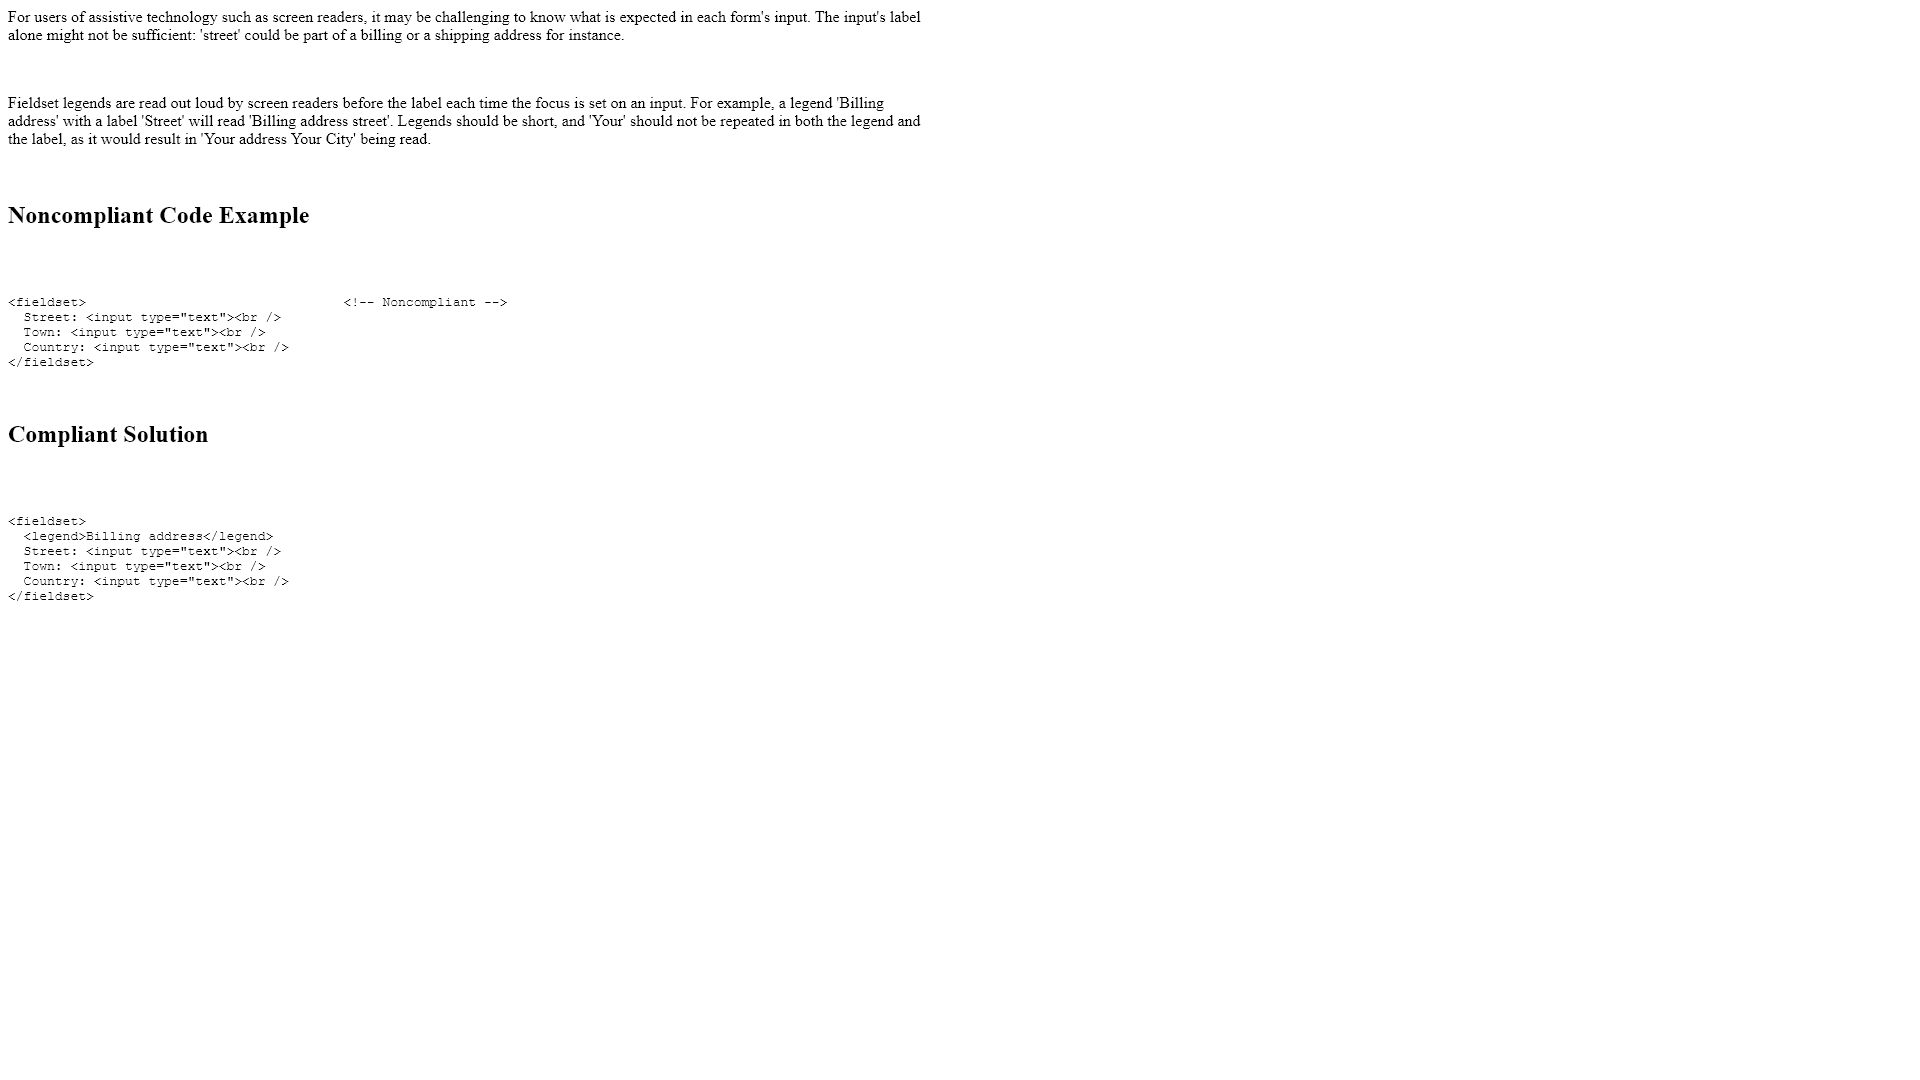 For users of assistive technology such as screen readers, it may be challenging to know what is expected in each form's input. The input's label
alone might not be sufficient: 'street' could be part of a billing or a shipping address for instance.
Fieldset legends are read out loud by screen readers before the label each time the focus is set on an input. For example, a legend 'Billing
address' with a label 'Street' will read 'Billing address street'. Legends should be short, and 'Your' should not be repeated in both the legend and
the label, as it would result in 'Your address Your City' being read.
Noncompliant Code Example
<fieldset>                                 <!-- Noncompliant -->
  Street: <input type="text"><br />
  Town: <input type="text"><br />
  Country: <input type="text"><br />
</fieldset>
Compliant Solution
<fieldset>
  <legend>Billing address</legend>
  Street: <input type="text"><br />
  Town: <input type="text"><br />
  Country: <input type="text"><br />
</fieldset>